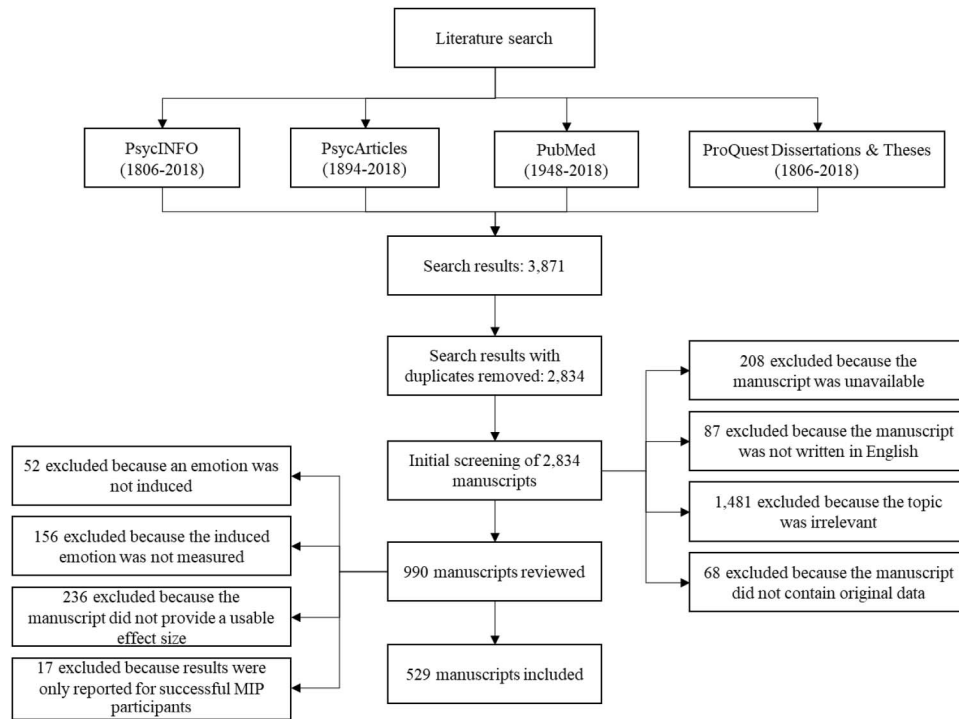 Literature search
PsycINFO
(1806-2018)
PsycArticles
(1894-2018)
PubMed
(1948-2018)
ProQuest Dissertations & Theses
(1806-2018)
Search results: 3,871
Search results with
duplicates removed: 2,834
208 excluded because the
manuscript was unavailable
87 excluded because the manuscript
was not written in English
Initial screening of 2,834
manuscripts
1,481 excluded because the topic
was irrelevant
68 excluded because the manuscript
did not contain original data
52 excluded because an emotion was
not induced
156 excluded because the induced
emotion was not measured
990 manuscripts reviewed
236 excluded because the
manuscript did not provide a usable
effect size
17 excluded because results were
only reported for successful MIP
participants
529 manuscripts included